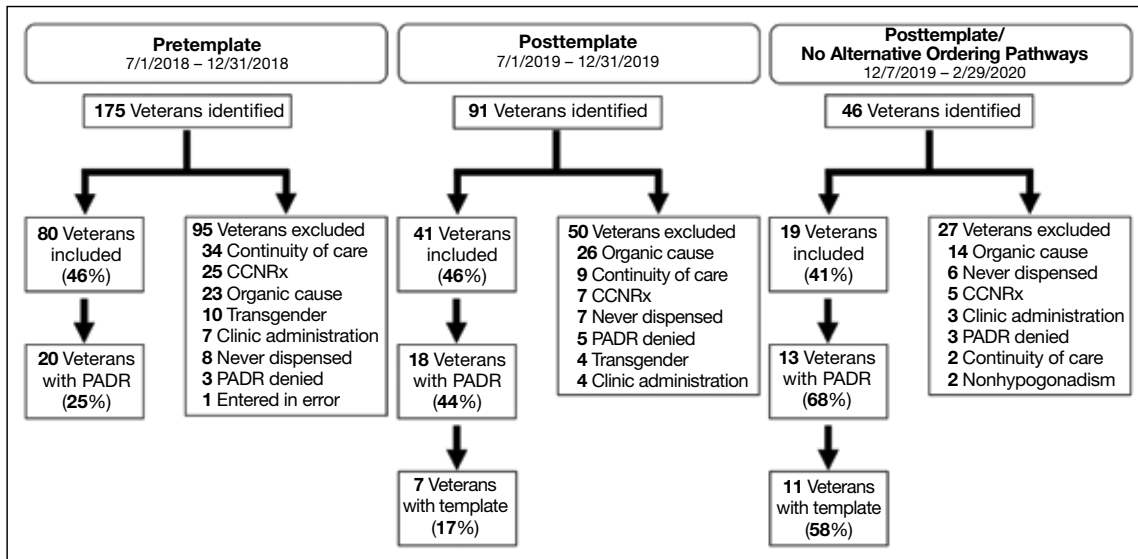 Pretemplate
7/1/2018 – 12/31/2018
175 Veterans identified
80 Veterans
included
(46%)
95 Veterans excluded
34 Continuity of care
25 CCNRx
23 Organic cause
10 Transgender
7 Clinic administration
8 Never dispensed
3 PADR denied
1 Entered in error
20 Veterans
with PADR
(25%)
Posttemplate
7/1/2019 – 12/31/2019
91 Veterans identified
41 Veterans
included
(46%)
50 Veterans excluded
26 Organic cause
9 Continuity of care
7 CCNRx
7 Never dispensed
5 PADR denied
4 Transgender
4 Clinic administration
18 Veterans
with PADR
(44%)
7 Veterans
with template
(17%)
Posttemplate/
No Alternative Ordering Pathways
12/7/2019 – 2/29/2020
46 Veterans identified
19 Veterans
included
(41%)
27 Veterans excluded
14 Organic cause
6 Never dispensed
5 CCNRx
3 Clinic administration
3 PADR denied
2 Continuity of care
2 Nonhypogonadism
13 Veterans
with PADR
(68%)
11 Veterans
with template
(58%)